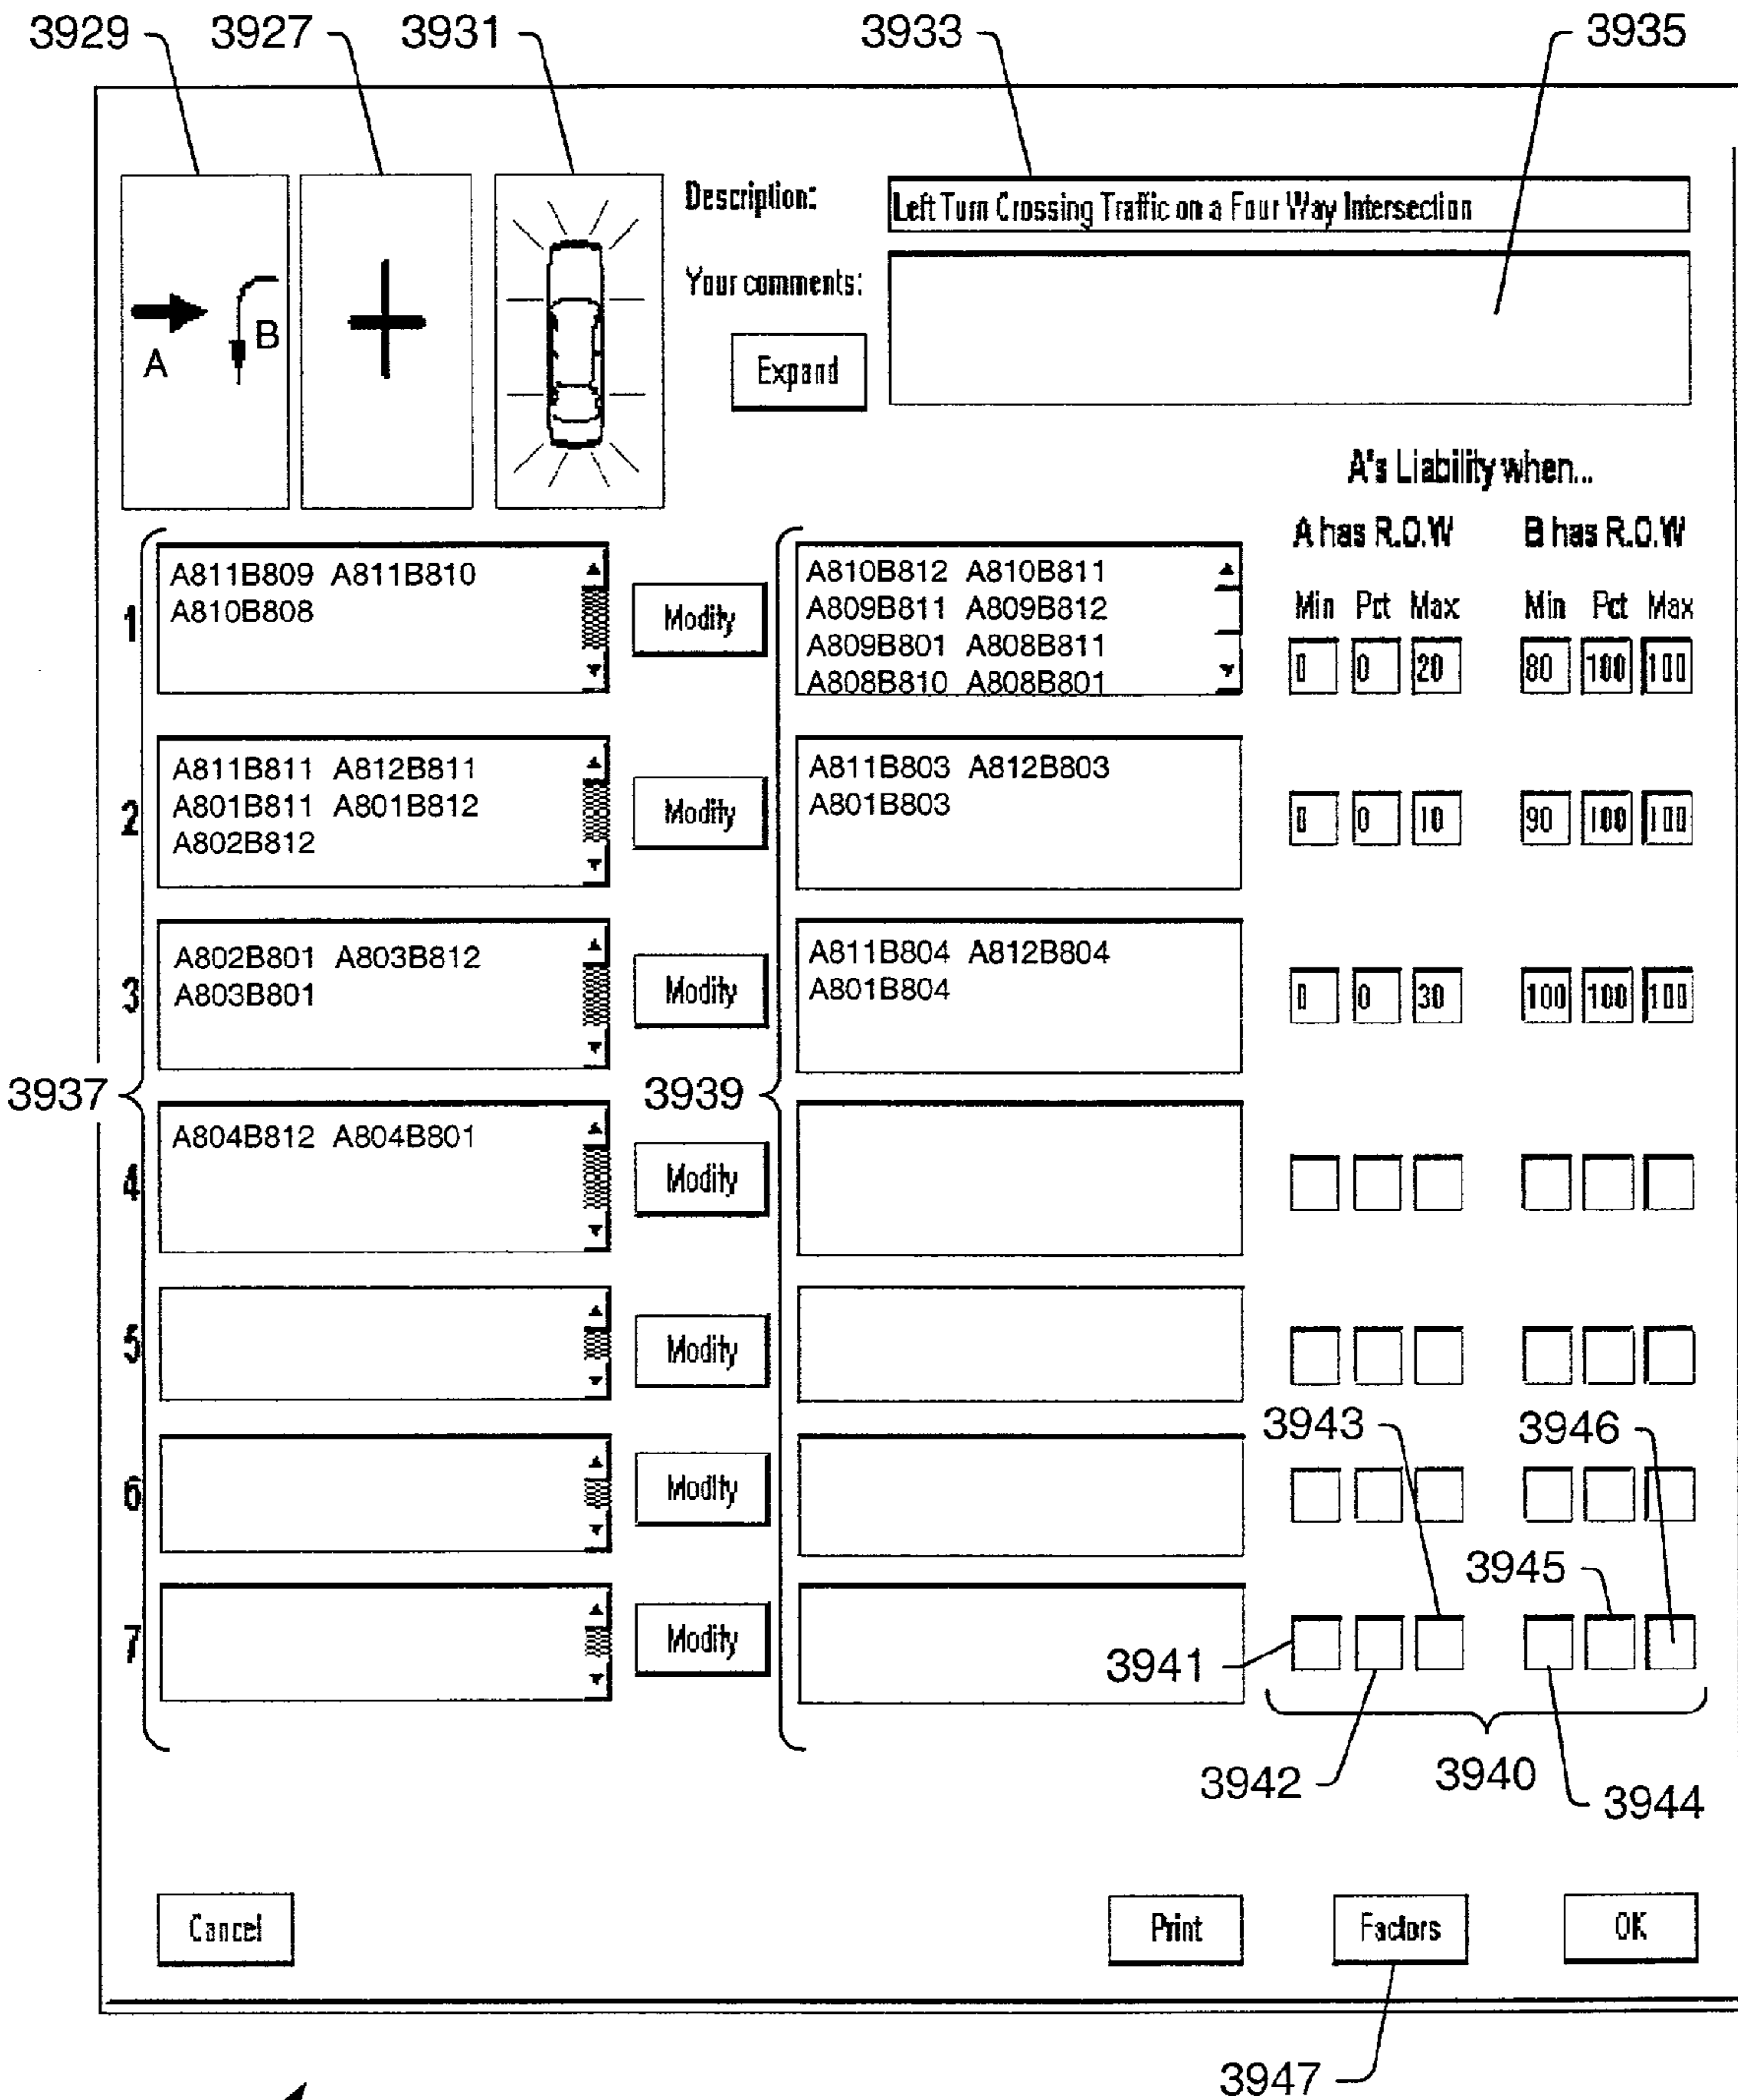 3929 3927 3931 3933 3935
Description: Left Turn Crossing Traffic on a Four Way Intersection
Your comments:
A B
Expand
A's Liability when...
A has R.O.W B has R.O.W
Min Pct Max Min Pct Max
1 A811B809 A811B810 Modify A810B812 A810B811
A810B808 A809B811 A809B812
A809B801 A808B811 0 0 20 80 100 100
A808B810 A808B801
2 A811B811 A812B811 Modify A811B803 A812B803
A801B811 A801B812 A801B803 0 0 10 90 100 100
A802B812
3 A802B801 A803B812 Modify A811B804 A812B804
A803B801 A801B804 0 0 30 100 100 100
3937 3939
4 A804B812 A804B801 Modify
5 Modify
3943 3946
6 Modify
3945
7 Modify 3941
3942 3940 3944
Cancel Print Factors OK
3947